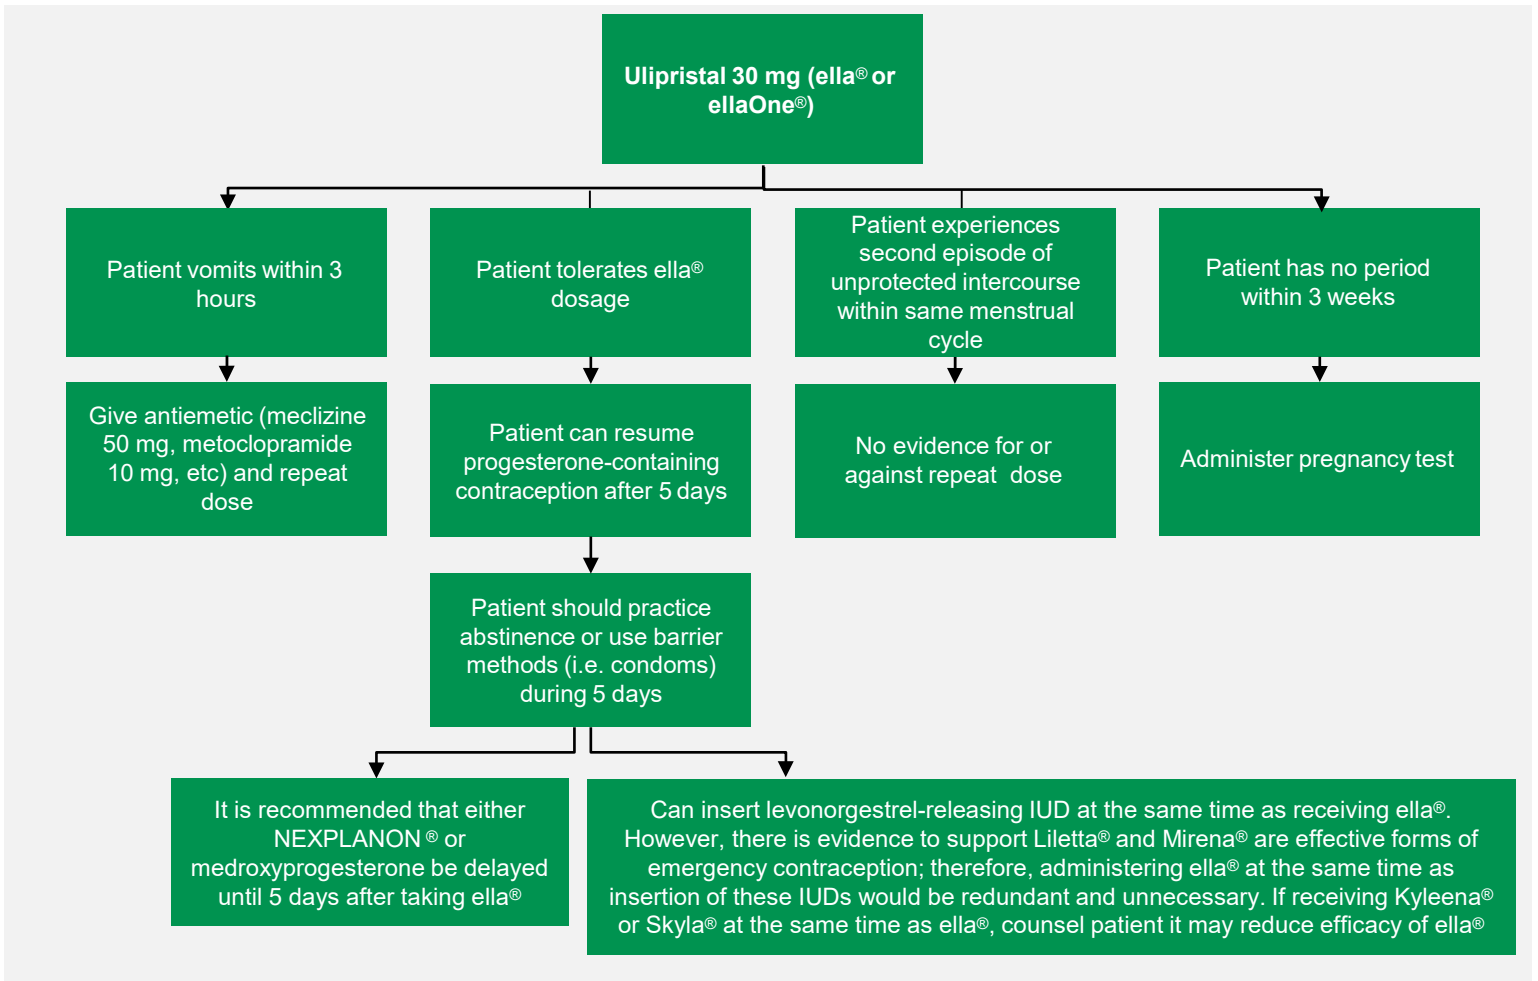 Ulipristal 30 mg (ella® or
ellaOne®)
Patient vomits within 3
hours
Patient tolerates ella®
dosage
Patient experiences
second episode of
unprotected intercourse
within same menstrual
cycle
Patient has no period
within 3 weeks
Give antiemetic (meclizine
50 mg, metoclopramide
10 mg, etc) and repeat
dose
Patient can resume
progesterone-containing
contraception after 5 days
No evidence for or
against repeat dose
Administer pregnancy test
Patient should practice
abstinence or use barrier
methods (i.e. condoms)
during 5 days
It is recommended that either
NEXPLANON ® or
medroxyprogesterone be delayed
until 5 days after taking ella®
Can insert levonorgestrel-releasing IUD at the same time as receiving ella®.
However, there is evidence to support Liletta® and Mirena® are effective forms of
emergency contraception; therefore, administering ella® at the same time as
insertion of these IUDs would be redundant and unnecessary. If receiving Kyleena®
or Skyla® at the same time as ella®, counsel patient it may reduce efficacy of ella®